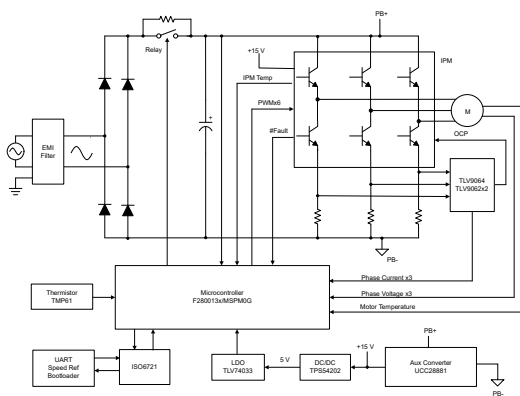 PB+
Relay
+15 V
IPM
IPM Temp
PWMx6
#Fault
M
OCP
EMI
Filter
+
TLV9064
TLV9062x2
PB-
Phase Current x3
Microcontroller
F280013x/MSPM0G
Thermistor
TMP61
Phase Voltage x3
Motor Temperature
PB+
+15 V
UART
Speed Ref
Bootloader
ISO6721
LDO
TLV74033
5 V
DC/DC
TPS54202
Aux Converter
UCC28881
PB-